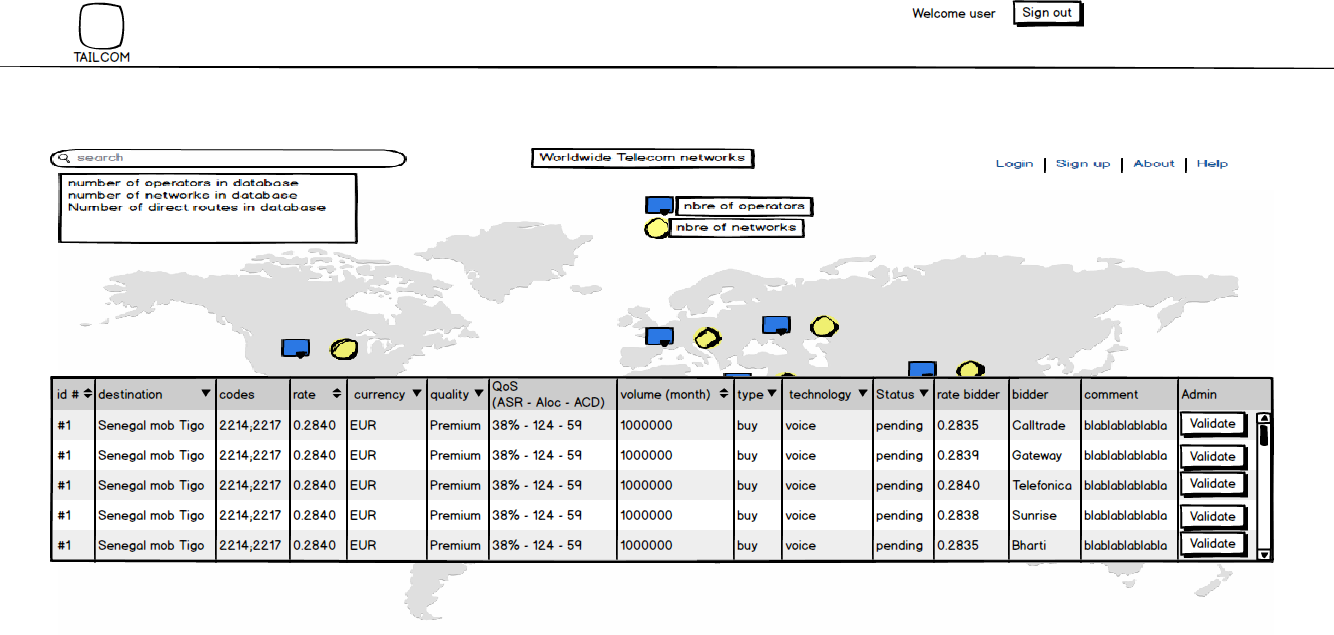 Welcome user Sign out
TAILCOM
search
Worldwide Telecom networks
Login Sign up About Help
number of operators in database
number of networks in database
Number of direct routes in database
nbre of operators
nbre of networks
id # destination codes rate currency quality QoS (ASR - Aloc - ACD) volume (month) type technology Status rate bidder bidder comment Admin
#1 Senegal mob Tigo 2214;2217 0.2840 EUR Premium 38% - 124 - 59 1000000 buy voice pending 0.2835 Calltrade blablablablabla Validate
#1 Senegal mob Tigo 2214;2217 0.2840 EUR Premium 38% - 124 - 59 1000000 buy voice pending 0.2839 Gateway blablablablabla Validate
#1 Senegal mob Tigo 2214;2217 0.2840 EUR Premium 38% - 124 - 59 1000000 buy voice pending 0.2840 Telefonica blablablablabla Validate
#1 Senegal mob Tigo 2214;2217 0.2840 EUR Premium 38% - 124 - 59 1000000 buy voice pending 0.2838 Sunrise blablablablabla Validate
#1 Senegal mob Tigo 2214;2217 0.2840 EUR Premium 38% - 124 - 59 1000000 buy voice pending 0.2835 Bharti blablablablabla Validate